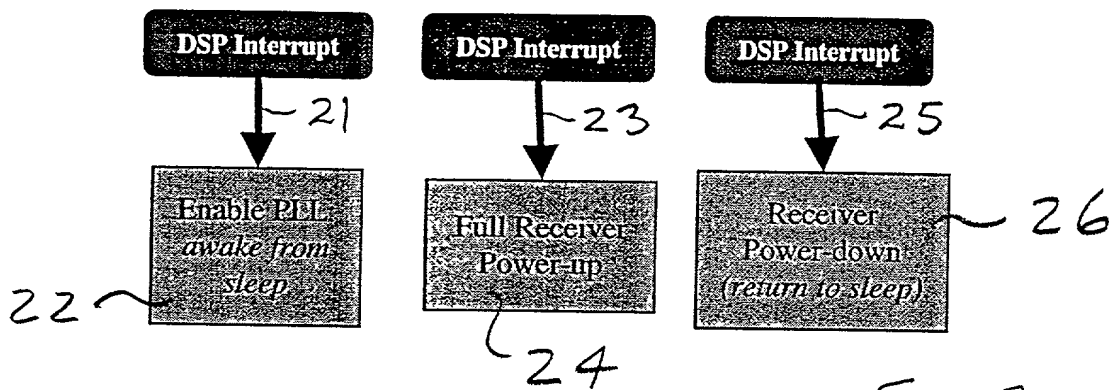 DSP Interrupt
DSP Interrupt
DSP Interrupt
21
23
25
Enable PLL
awake from
sleep
Full Receiver
Power-up
Receiver
Power-down
(return to sleep)
22
24
26